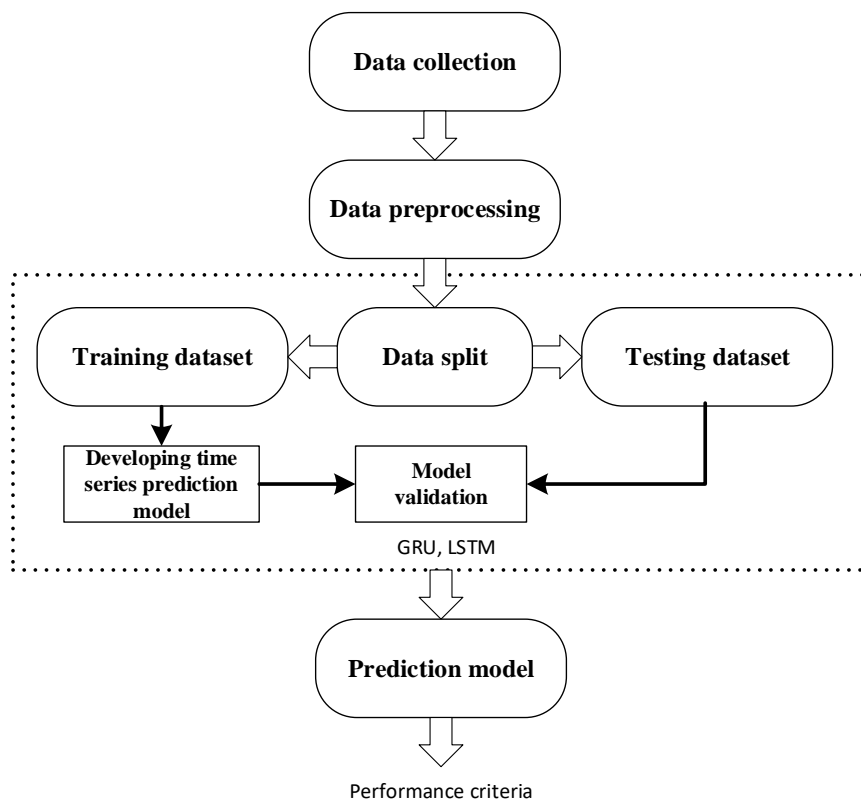 Data collection
Data preprocessing
Training dataset
Data split
Testing dataset
Developing time
series prediction
model
Model
validation
GRU, LSTM
Prediction model
Performance criteria